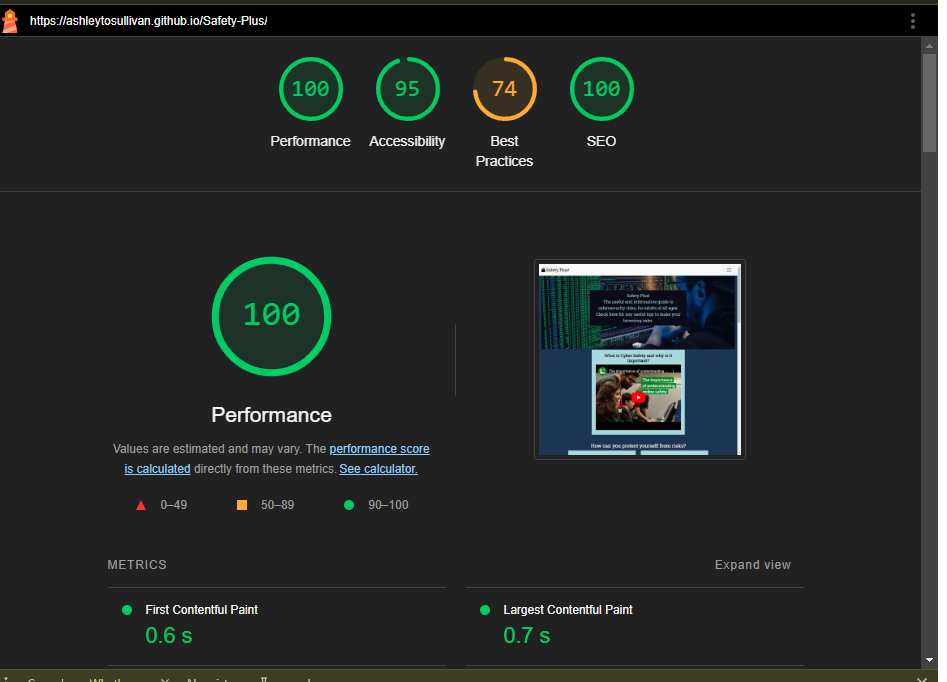 https://ashleytosullivan.github.io/Safety-Plus/
100
95
74
100
Performance
Accessibility
Best
Practices
SEO
100
Performance
Values are estimated and may vary. The performance score
is calculated directly from these metrics. See calculator.
0–49
50–89
90–100
Safety Plus!
Safety Plus!
The useful and informative guide to
cybersecurity risks, for adults of all ages
Check here for any useful tips to make your
browsing safer
What is Cyber Safety and why is it
important?
The importance of understanding
The importance
of understanding
online safety
How can you protect yourself from risks?
METRICS
Expand view
First Contentful Paint
0.6 s
Largest Contentful Paint
0.7 s